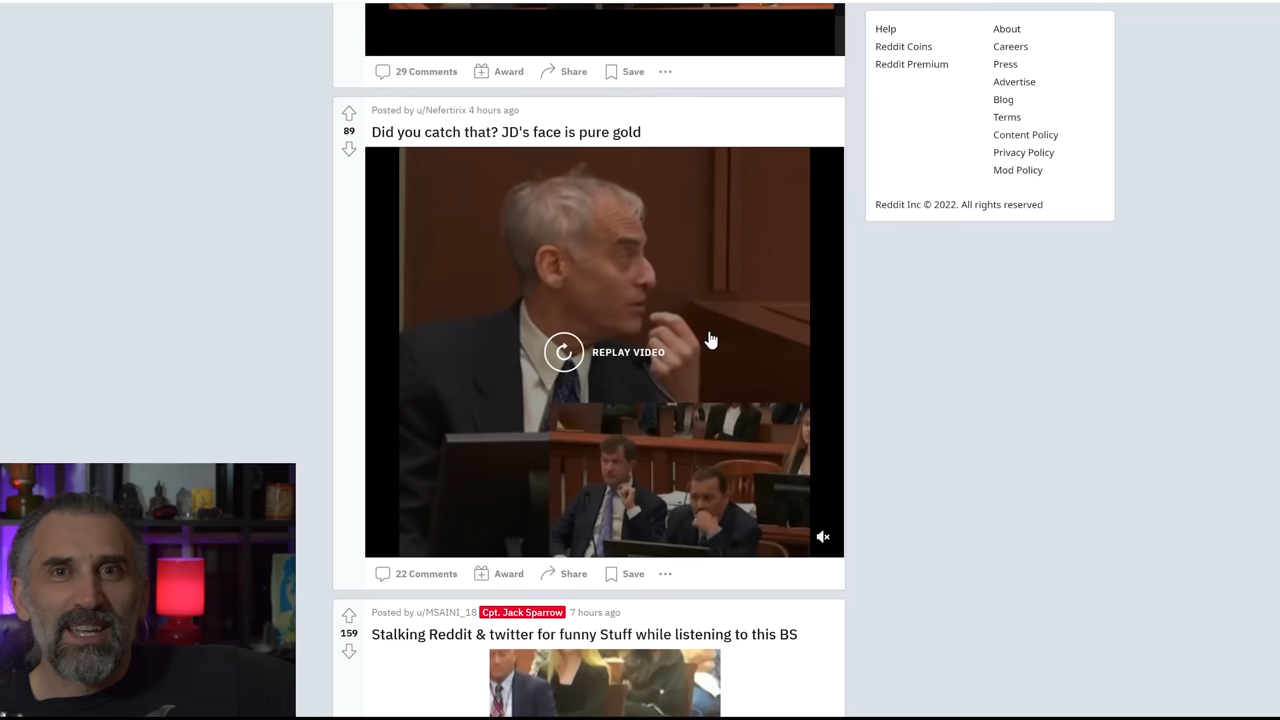 29 Comments Award Share Save
Posted by u/Nefertirix 4 hours ago
89
Did you catch that? JD's face is pure gold
REPLAY VIDEO
22 Comments Award Share Save
Posted by u/MSAINI_18 Cpt. Jack Sparrow 7 hours ago
159
Stalking Reddit & twitter for funny Stuff while listening to this BS
Help
Reddit Coins
Reddit Premium
About
Careers
Press
Advertise
Blog
Terms
Content Policy
Privacy Policy
Mod Policy
Reddit Inc © 2022. All rights reserved